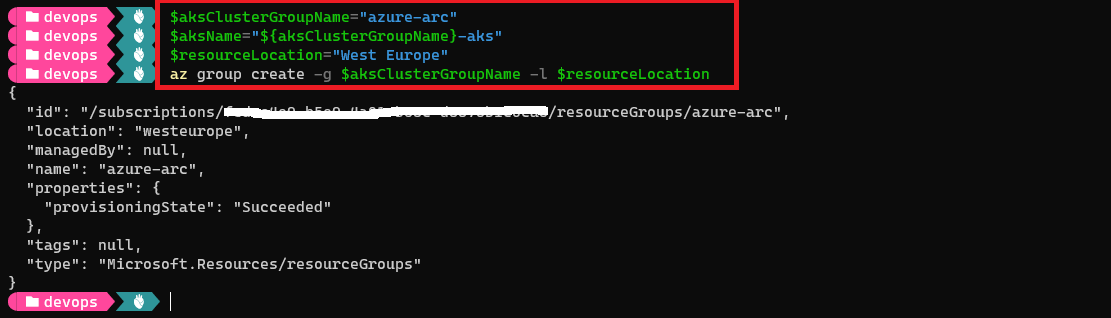 devops $aksClusterGroupName="azure-arc"
devops $aksName="${aksClusterGroupName}-aks"
devops $resourceLocation="West Europe"
devops az group create -g $aksClusterGroupName -l $resourceLocation
{
"id": "/subscriptions/ /resourceGroups/azure-arc",
"location": "westeurope",
"managedBy": null,
"name": "azure-arc",
"properties": {
"provisioningState": "Succeeded"
},
"tags": null,
"type": "Microsoft.Resources/resourceGroups"
}
devops